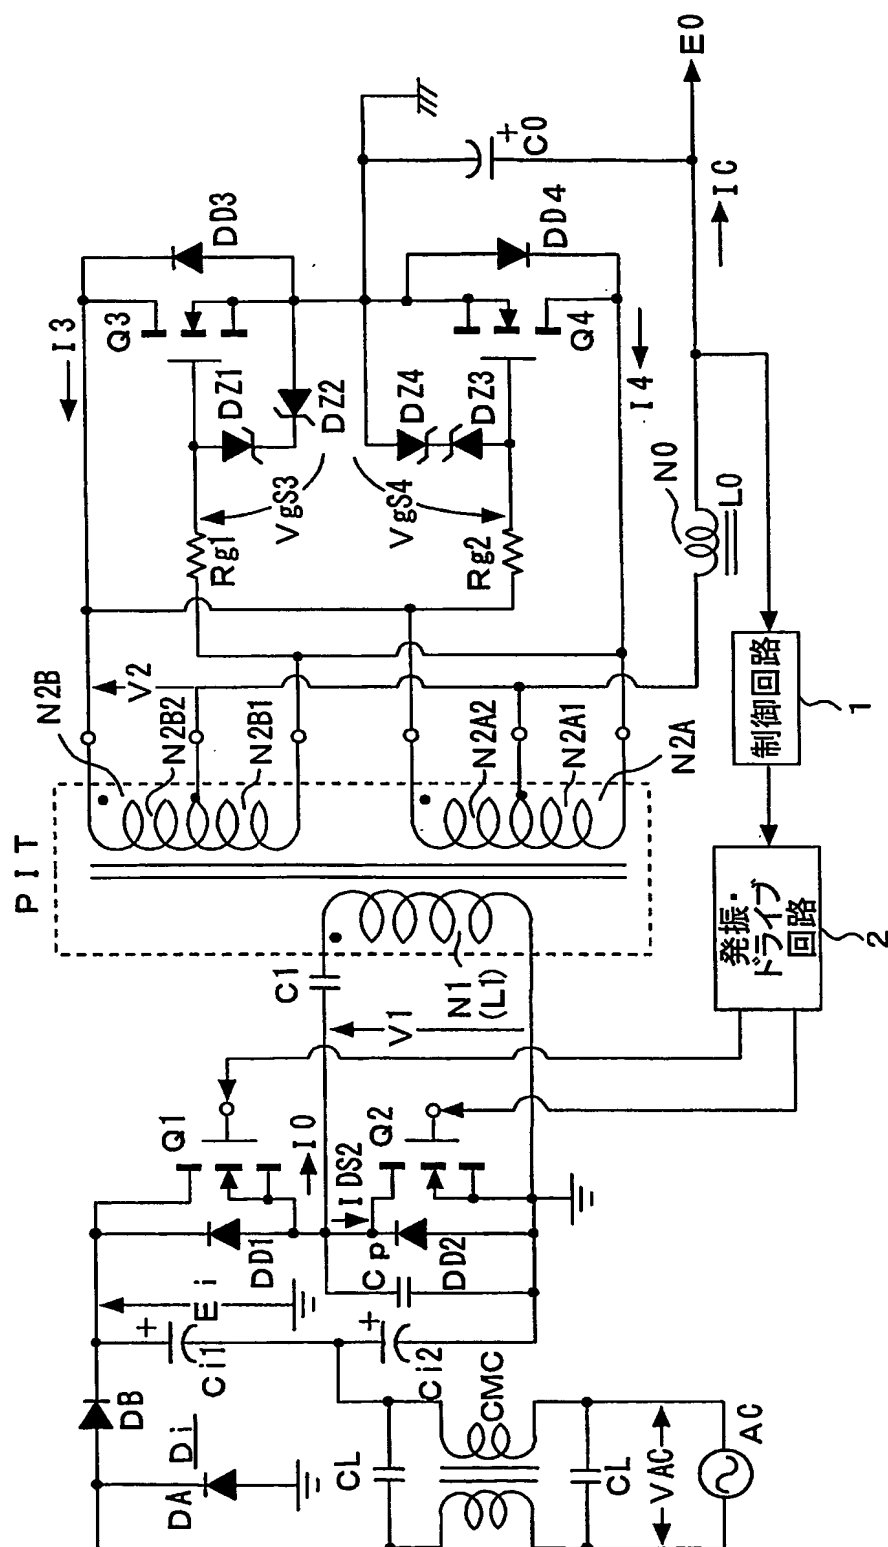 PIT
N2B
N2B2
N2B1
N2A2
N2A1
N2A
V2
I3
Q3
DD3
DZ1
DZ2
VgS3
Rg1
VgS4
Rg2
DZ4
DZ3
Q4
DD4
I4
+
C0
E0
IC
N0
L0
制御回路
1
発振・
ドライブ
回路
2
C1
V1
N1
(L1)
Q1
I0
Q2
IDS2
DD1
Cp
DD2
Ei
+
Ci1
+
Ci2
DB
Di
DA
CL
CMC
CL
VAC
AC